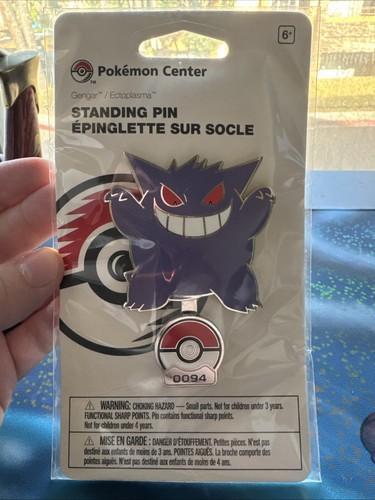 6+
Pokémon Center
TM
Gengar™ / Ectoplasma™
STANDING PIN
ÉPINGLETTE SUR SOCLE
0094
⚠ WARNING: CHOKING HAZARD — Small parts. Not for children under 3 years.
FUNCTIONAL SHARP POINTS. Pin contains functional sharp points.
Not for children under 4 years.
⚠ MISE EN GARDE : DANGER D'ÉTOUFFEMENT. Petites pièces. N'est pas
destiné aux enfants de moins de 3 ans. POINTES AIGUËS. La broche comporte des
pointes aiguës. N'est pas destiné aux enfants de moins de 4 ans.